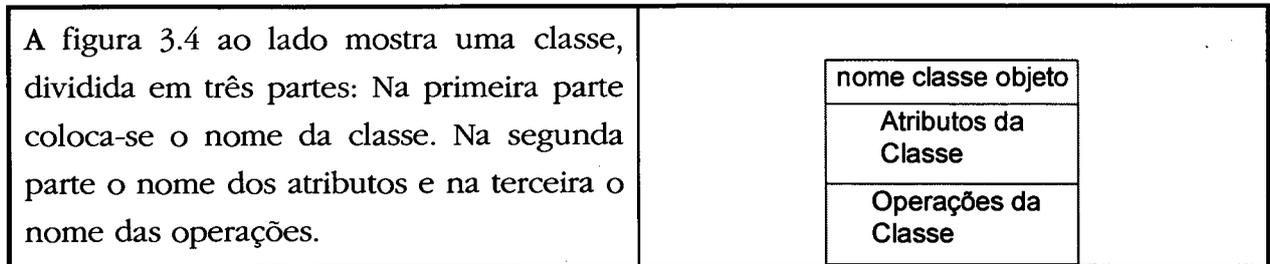 A figura 3.4 ao lado mostra uma classe,
dividida em três partes: Na primeira parte
coloca-se o nome da classe. Na segunda
parte o nome dos atributos e na terceira o
nome das operações.
nome classe objeto
Atributos da
Classe
Operações da
Classe